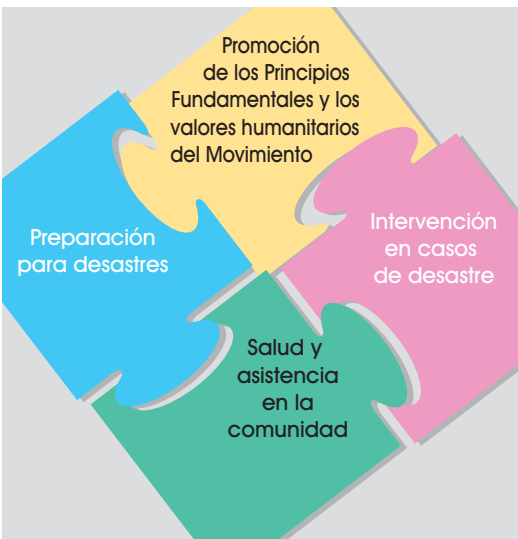 Promoción
de los Principios
Fundamentales y los
valores humanitarios
del Movimiento
Preparación
para desastres
Intervención
en casos
de desastre
Salud y
asistencia
en la
comunidad